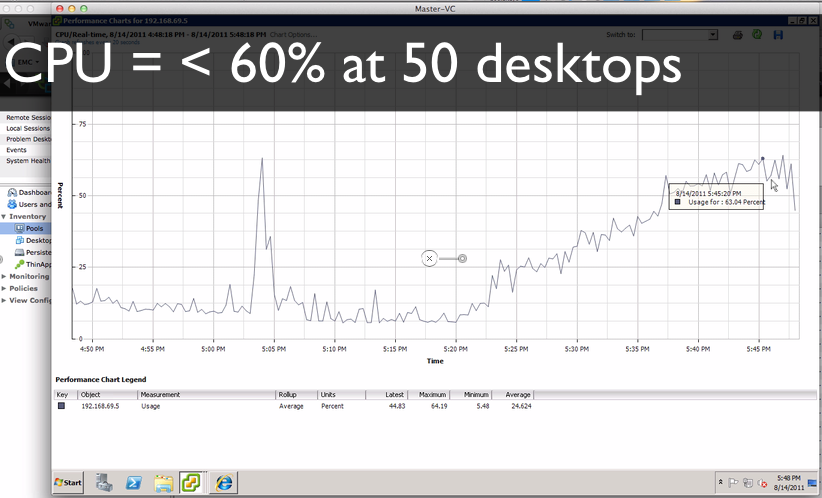 Master-VC
VMwa
Performance Charts for 192.168.69.5
CPU/Real-time, 8/14/2011 4:48:18 PM - 8/14/2011 5:48:18 PM Chart Options...
Switch to:
CPU = < 60% at 50 desktops
EMC
Remote Sessio
Local Sessions
Problem Deskt
Events
System Health
Dashboar
Users and
Inventory
Pools
Desktop
Persiste
ThinApp
Monitoring
Policies
View Config
Percent
75
50
25
0
8/14/2011 5:45:20 PM
Usage for : 63.04 Percent
4:50 PM 4:55 PM 5:00 PM 5:05 PM 5:10 PM 5:15 PM 5:20 PM 5:25 PM 5:30 PM 5:35 PM 5:40 PM 5:45 PM
Time
Performance Chart Legend
Key Object Measurement Rollup Units Latest Maximum Minimum Average
192.168.69.5 Usage Average Percent 44.83 64.19 5.48 24.624
Start
5:48 PM
8/14/2011